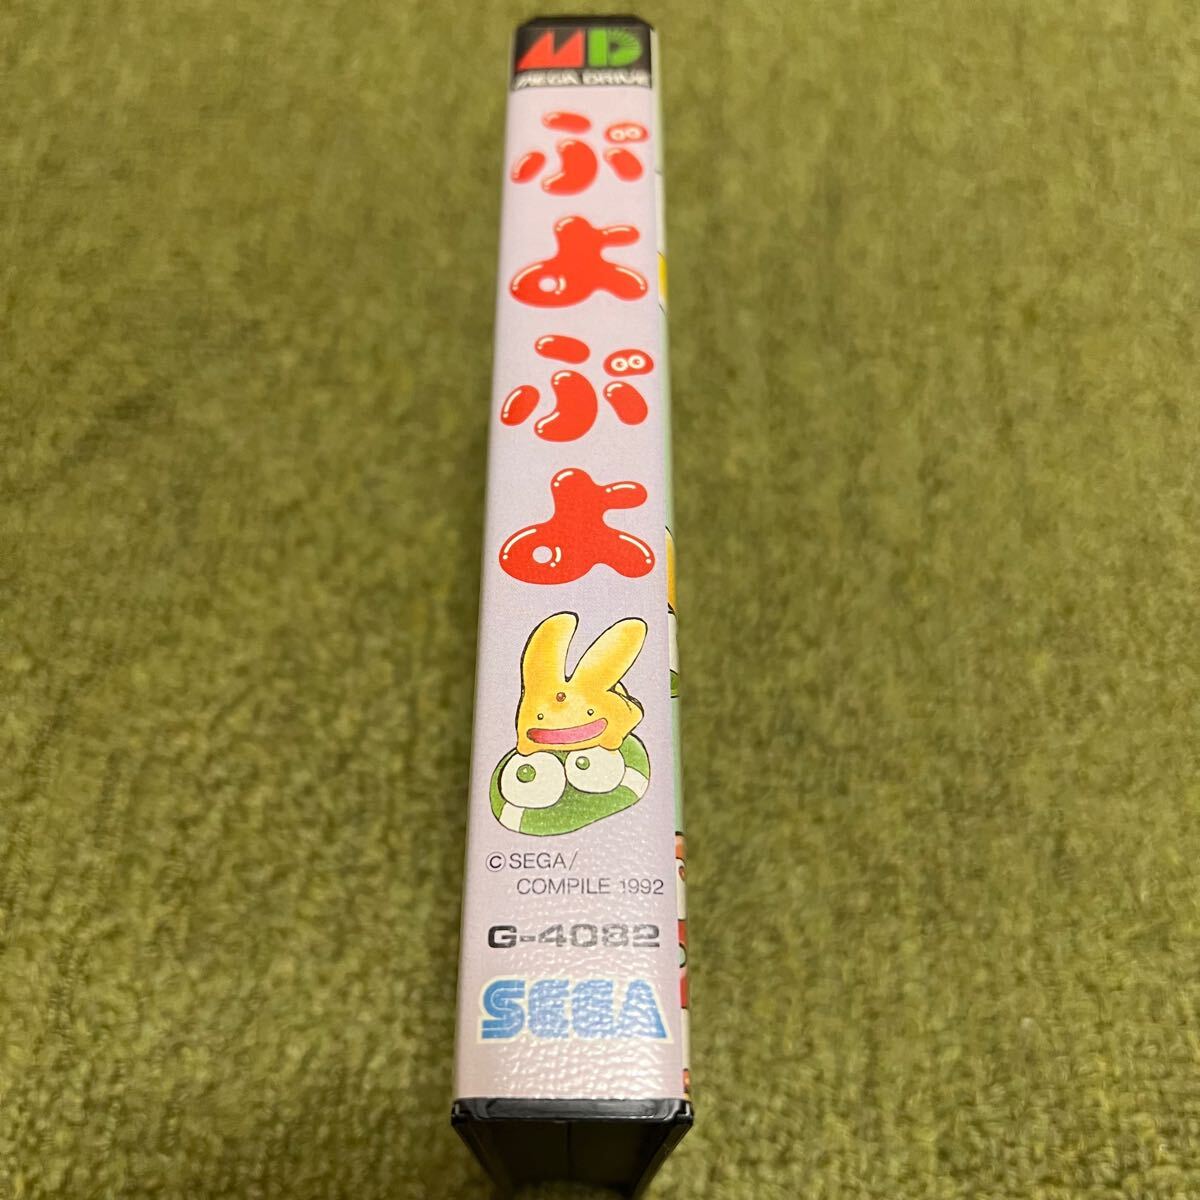 MD
MEGA DRIVE
ぷよぷよ
©SEGA/
COMPILE 1992
G-4082
SEGA